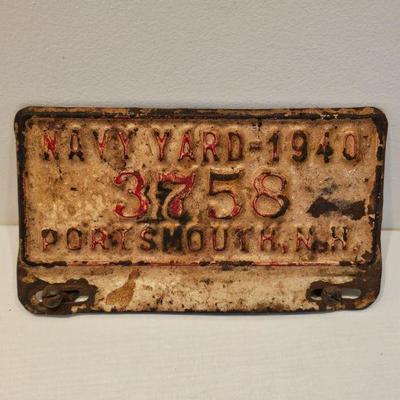 NAVY YARD-1940
3758
PORTSMOUTH, N.H.